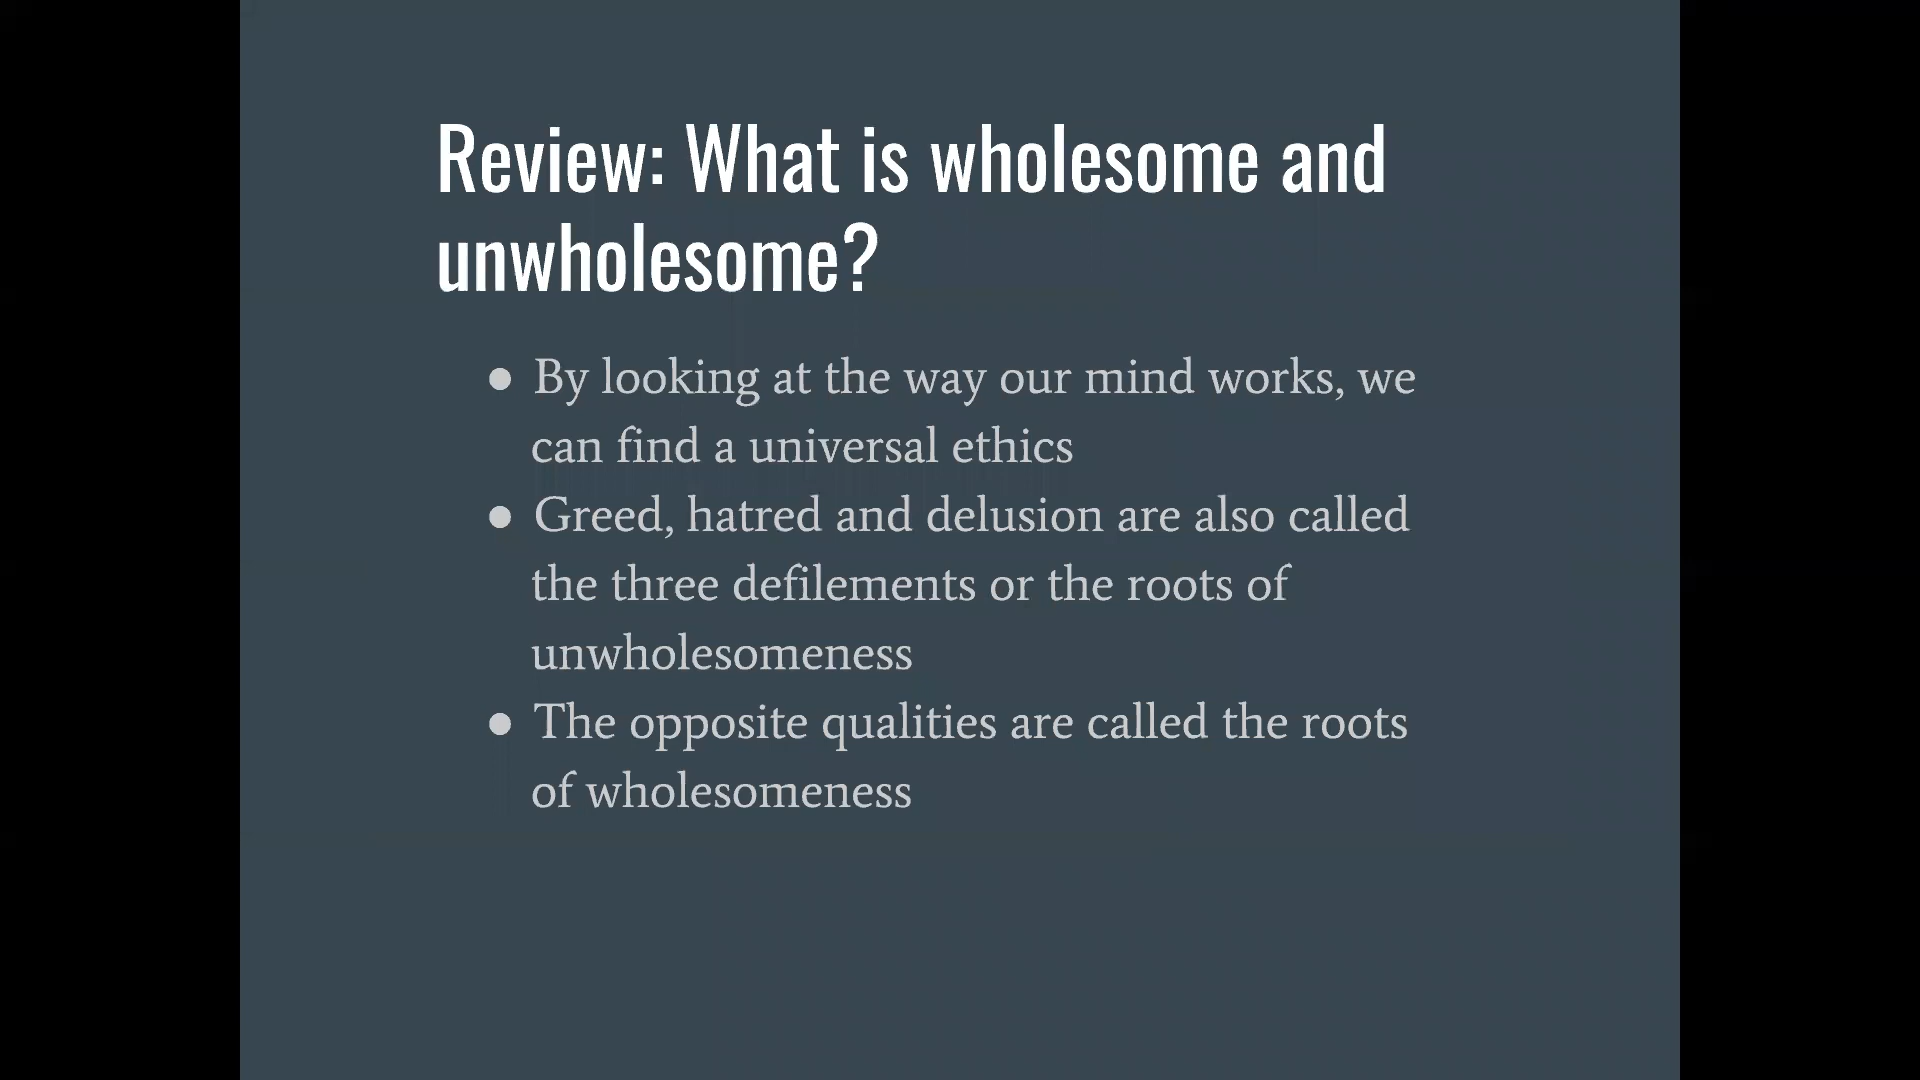 Review: What is wholesome and
unwholesome?
● By looking at the way our mind works, we
can find a universal ethics
● Greed, hatred and delusion are also called
the three defilements or the roots of
unwholesomeness
● The opposite qualities are called the roots
of wholesomeness